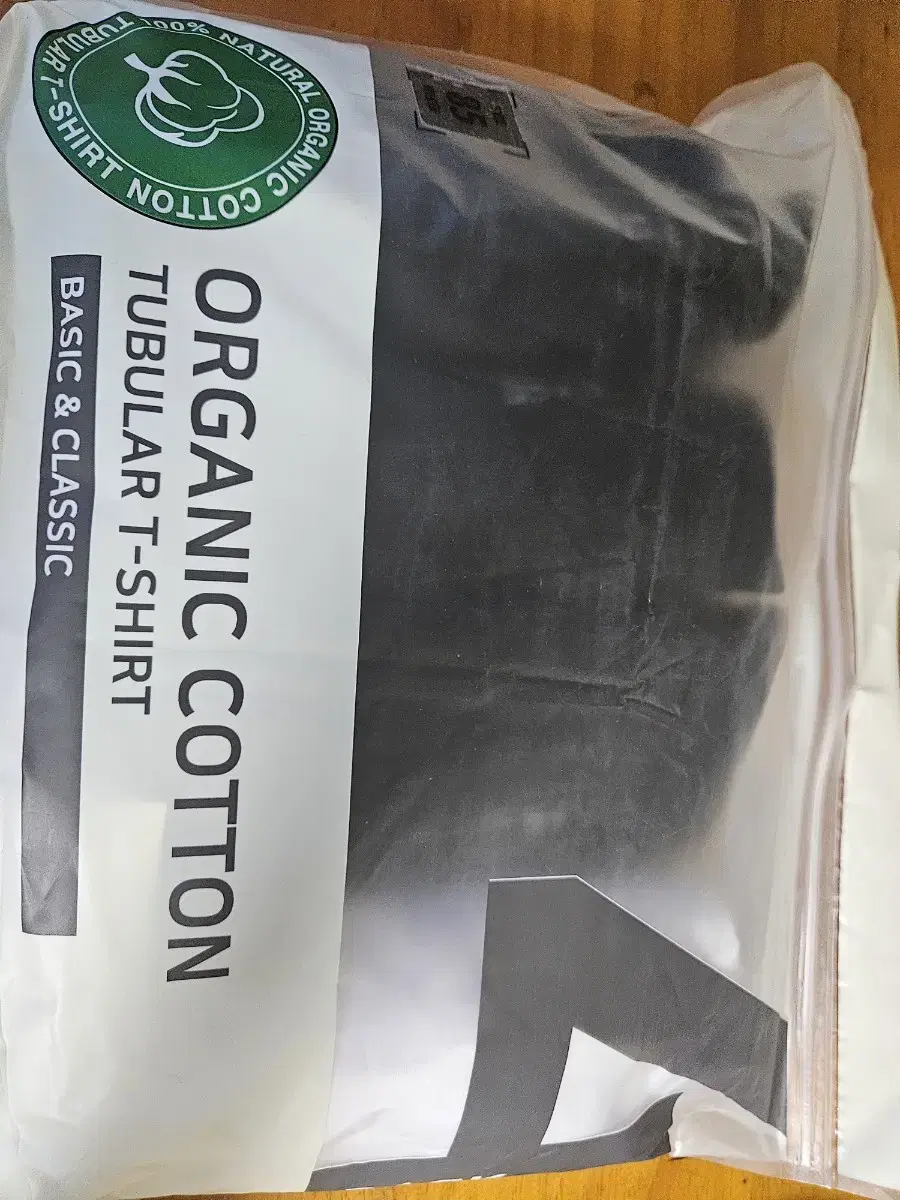 100% NATURAL ORGANIC COTTON
TUBULAR T-SHIRT
ORGANIC COTTON
TUBULAR T-SHIRT
BASIC & CLASSIC